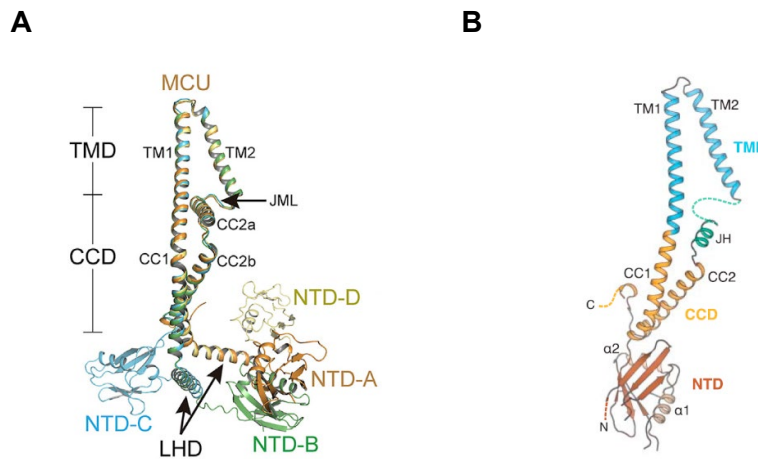 A
B
MCU
TMD
TM1
TM2
JML
CC2a
CCD
CC1
CC2b
NTD-D
NTD-A
NTD-C
LHD
NTD-B
TM1
TM2
JH
CC1
CC2
C
CCD
α2
NTD
N
α1